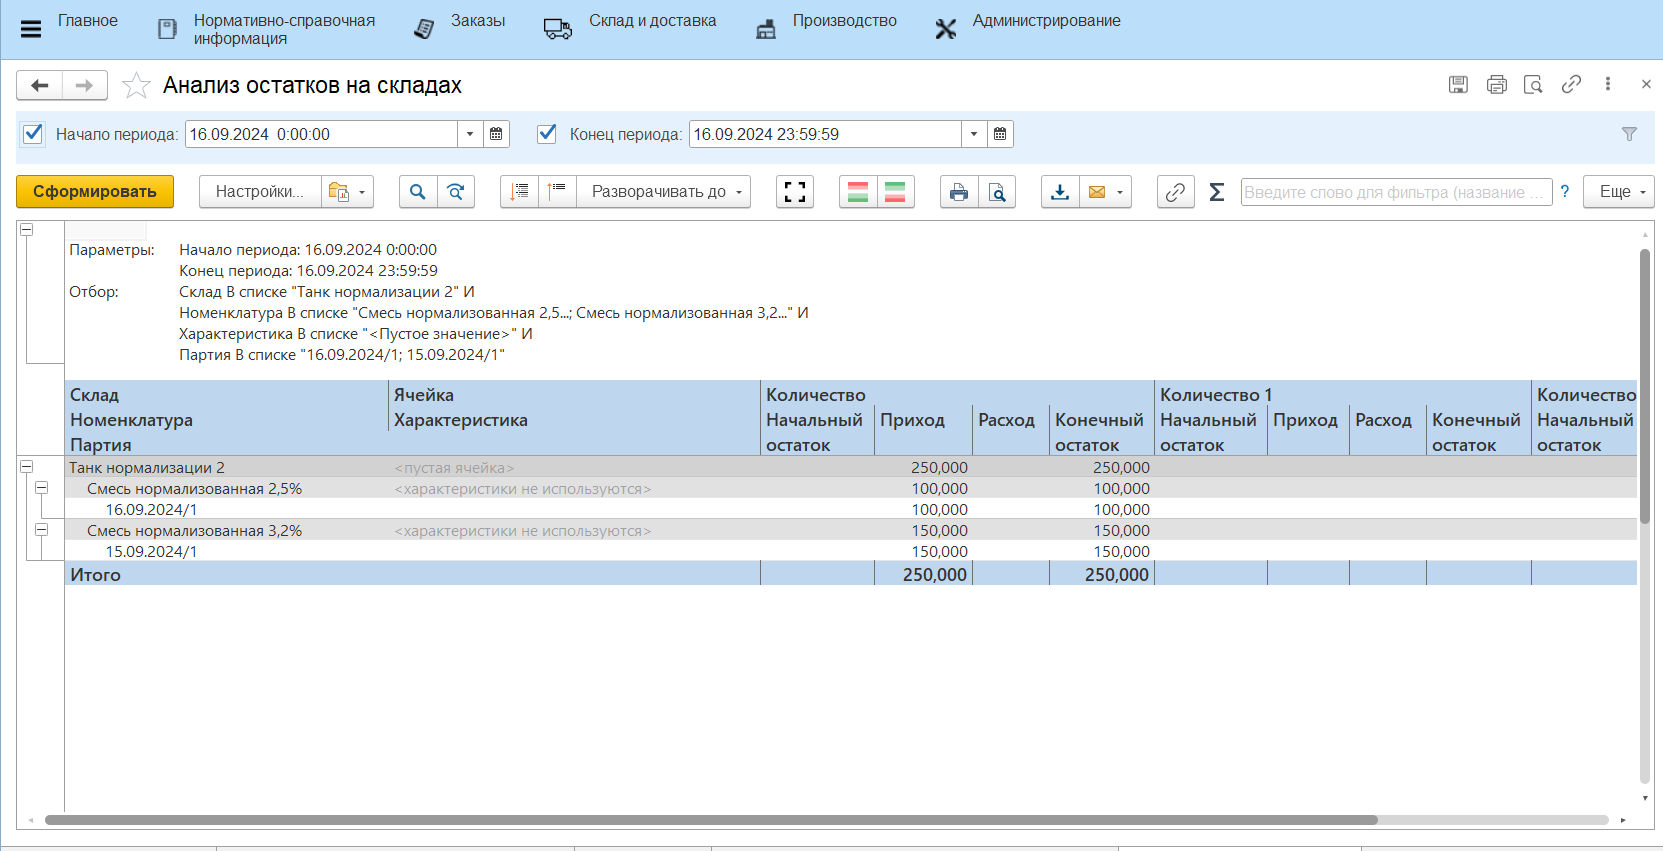 Главное
Нормативно-справочная
информация
Заказы
Склад и доставка
Производство
Администрирование
Анализ остатков на складах
Начало периода: 16.09.2024 0:00:00
Конец периода: 16.09.2024 23:59:59
Сформировать
Настройки...
Разворачивать до
Σ
Введите слово для фильтра (название ...
?
Еще
Параметры: Начало периода: 16.09.2024 0:00:00
Конец периода: 16.09.2024 23:59:59
Отбор: Склад В списке "Танк нормализации 2" И
Номенклатура В списке "Смесь нормализованная 2,5...; Смесь нормализованная 3,2..." И
Характеристика В списке "<Пустое значение>" И
Партия В списке "16.09.2024/1; 15.09.2024/1"
Склад Ячейка Количество Количество 1 Количество
Номенклатура Характеристика Начальный Приход Расход Конечный Начальный Приход Расход Конечный Начальный
Партия остаток остаток остаток остаток остаток
Танк нормализации 2 <пустая ячейка> 250,000 250,000
Смесь нормализованная 2,5% <характеристики не используются> 100,000 100,000
16.09.2024/1 100,000 100,000
Смесь нормализованная 3,2% <характеристики не используются> 150,000 150,000
15.09.2024/1 150,000 150,000
Итого 250,000 250,000